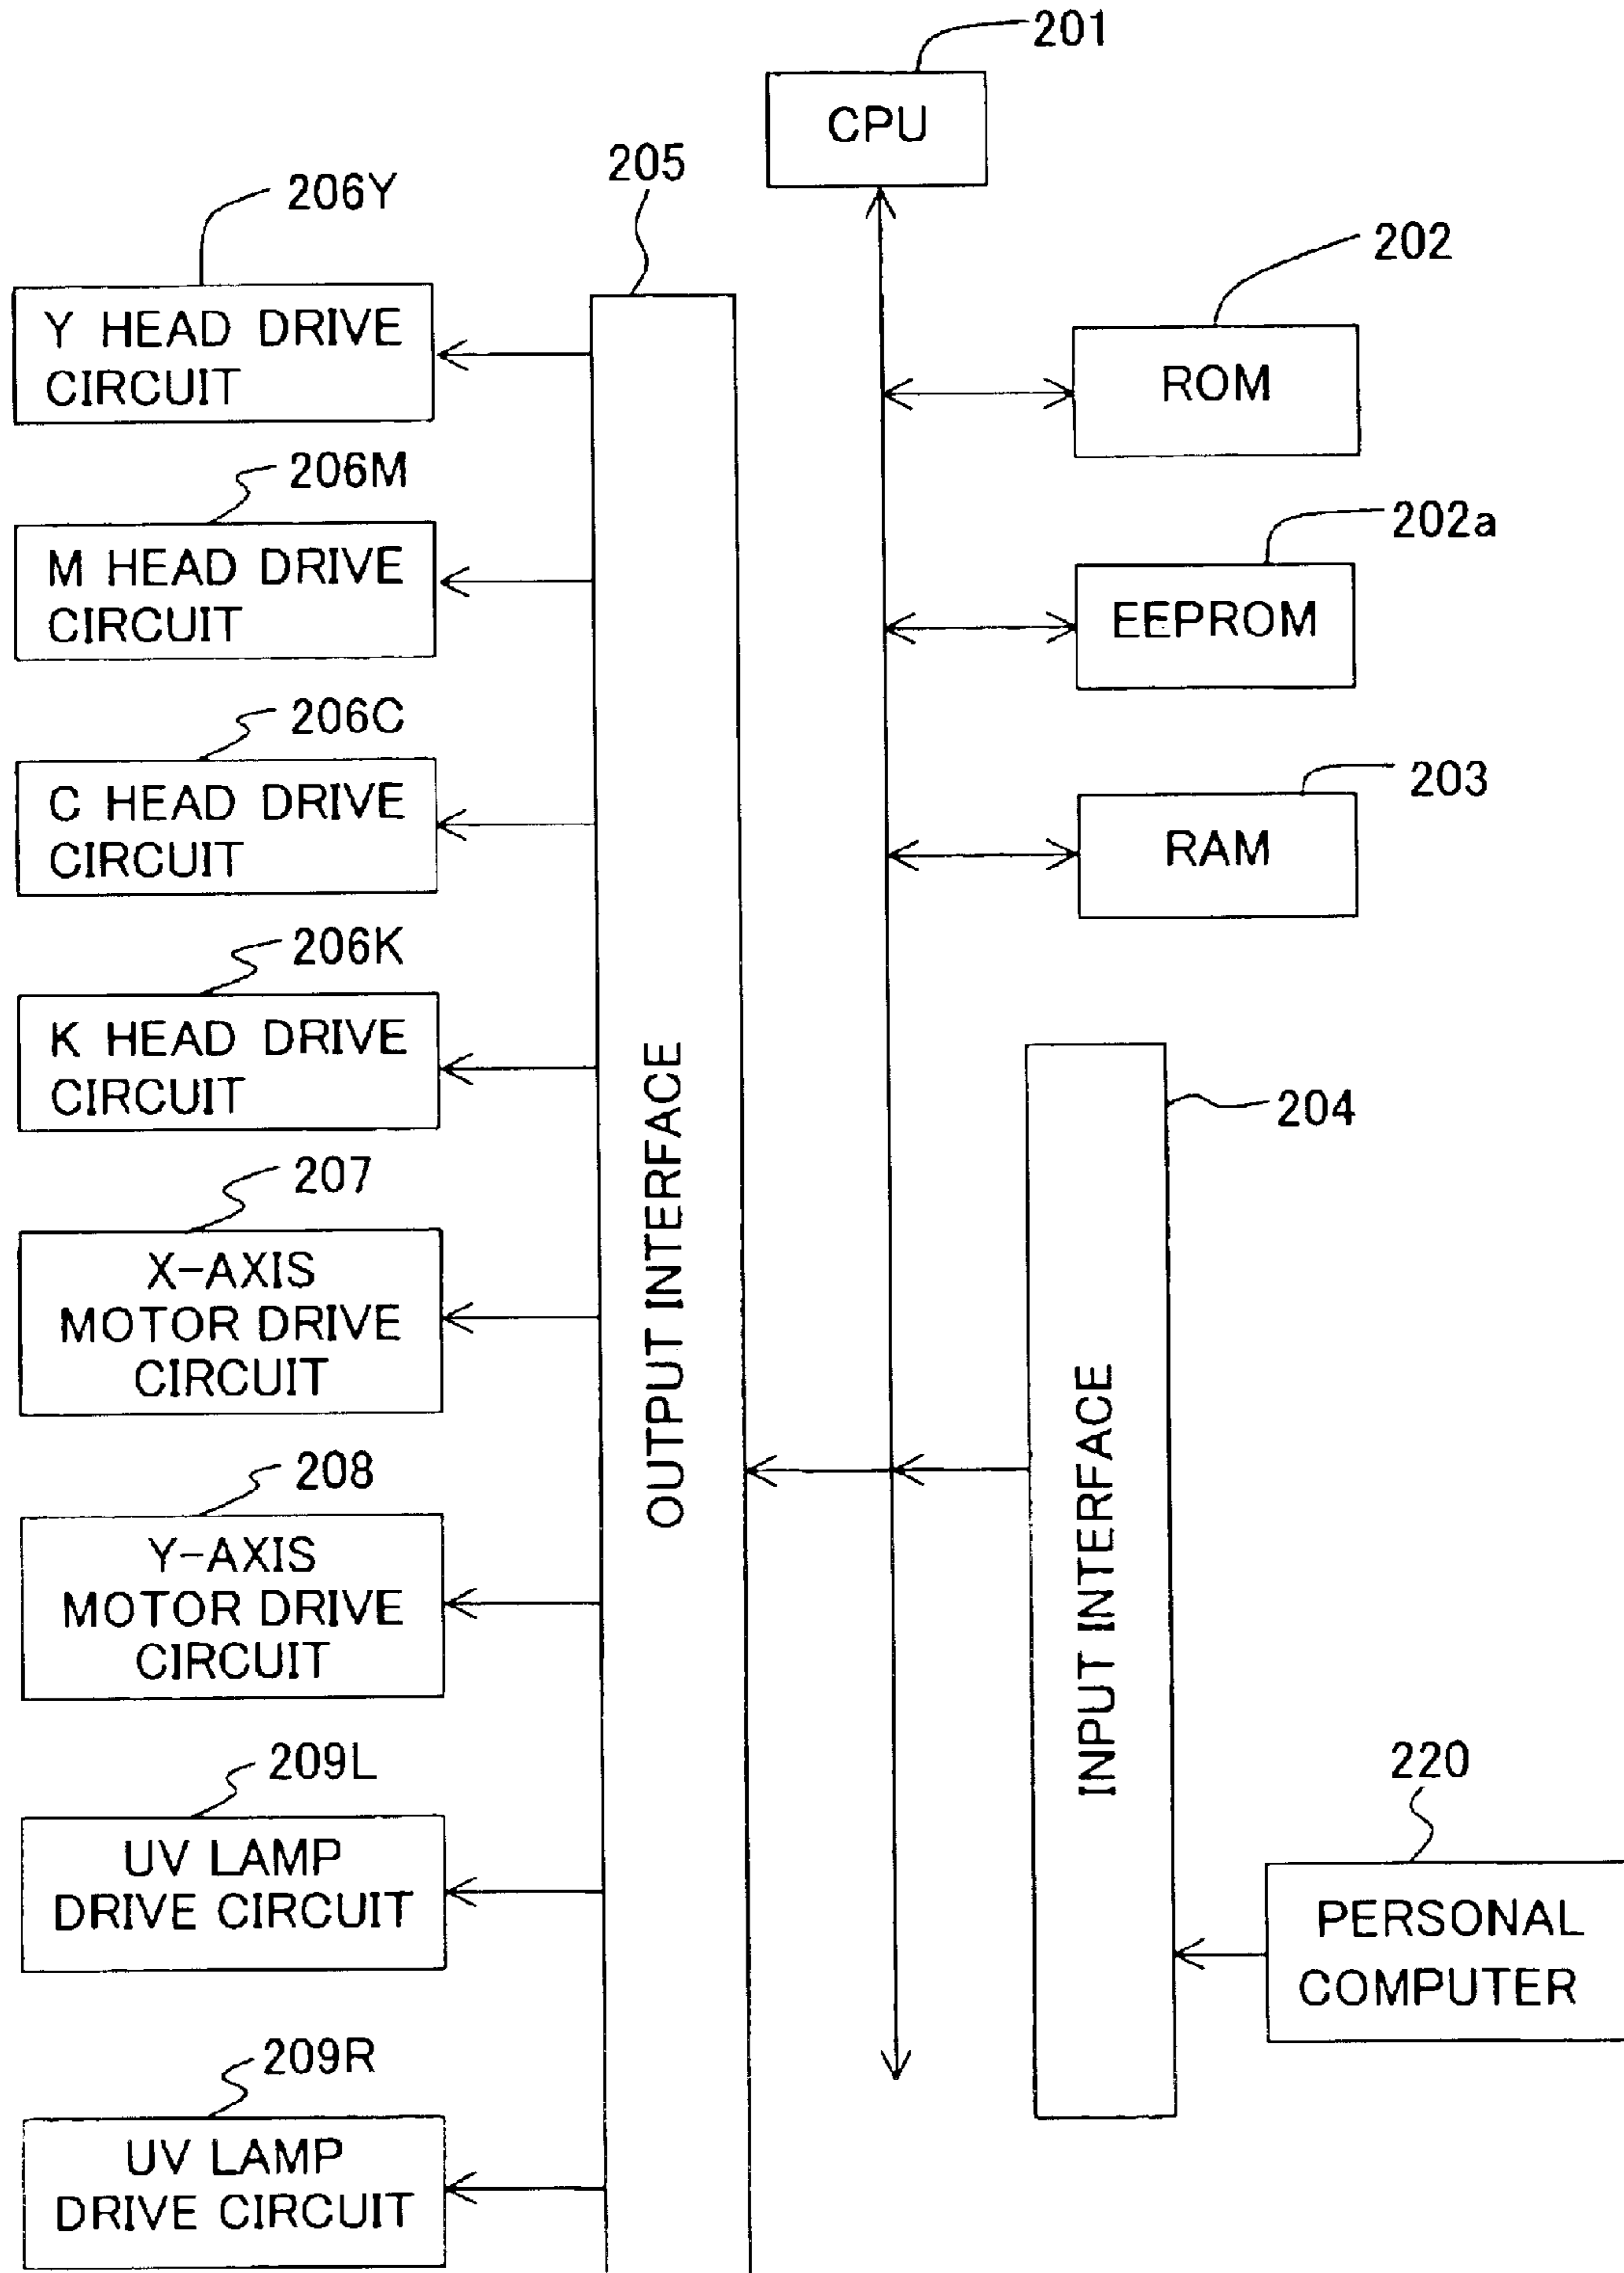 201
CPU
205
206Y
Y HEAD DRIVE
CIRCUIT
202
ROM
206M
M HEAD DRIVE
CIRCUIT
202a
EEPROM
206C
C HEAD DRIVE
CIRCUIT
203
RAM
206K
K HEAD DRIVE
CIRCUIT
OUTPUT INTERFACE
204
INPUT INTERFACE
207
X-AXIS
MOTOR DRIVE
CIRCUIT
208
Y-AXIS
MOTOR DRIVE
CIRCUIT
209L
UV LAMP
DRIVE CIRCUIT
220
PERSONAL
COMPUTER
209R
UV LAMP
DRIVE CIRCUIT